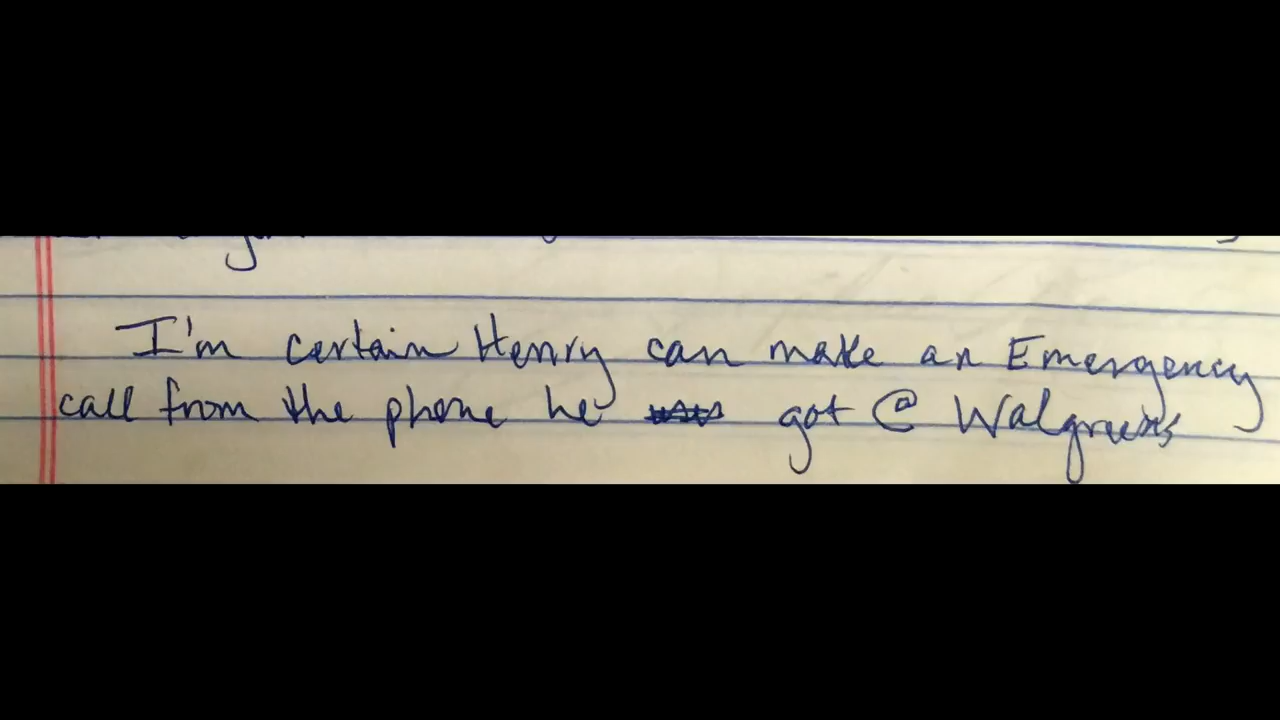 I'm certain Henry can make an Emergency
call from the phone he got @ Walgreens